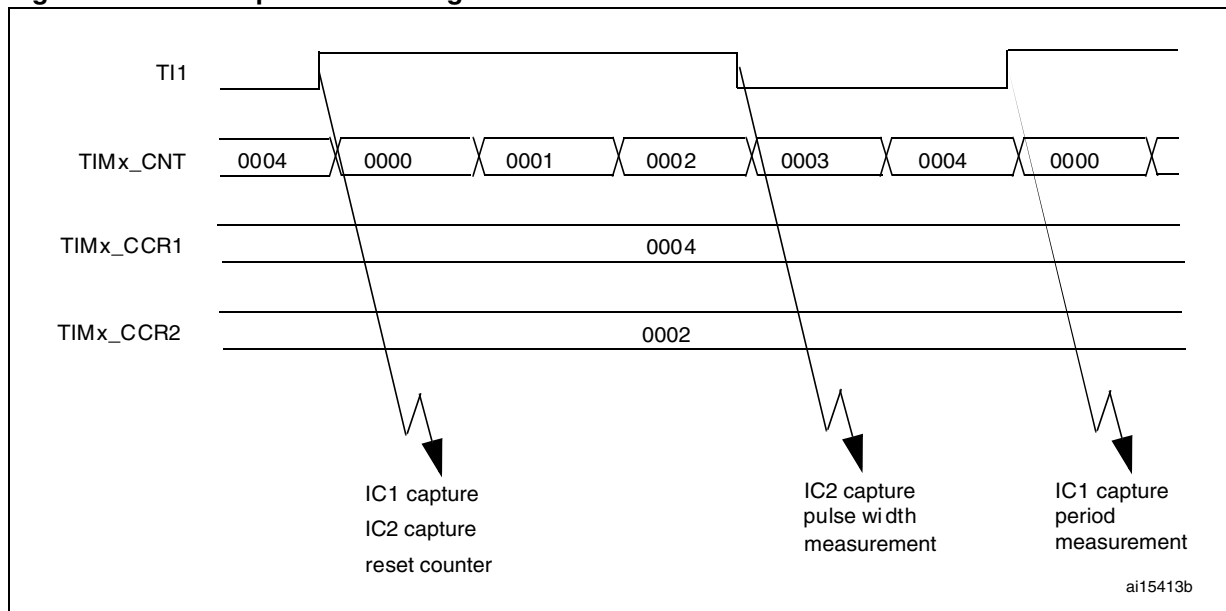 TI1
TIMx_CNT 0004 0000 0001 0002 0003 0004 0000
TIMx_CCR1 0004
TIMx_CCR2 0002
IC1 capture
IC2 capture
reset counter
IC2 capture
pulse width
measurement
IC1 capture
period
measurement
ai15413b